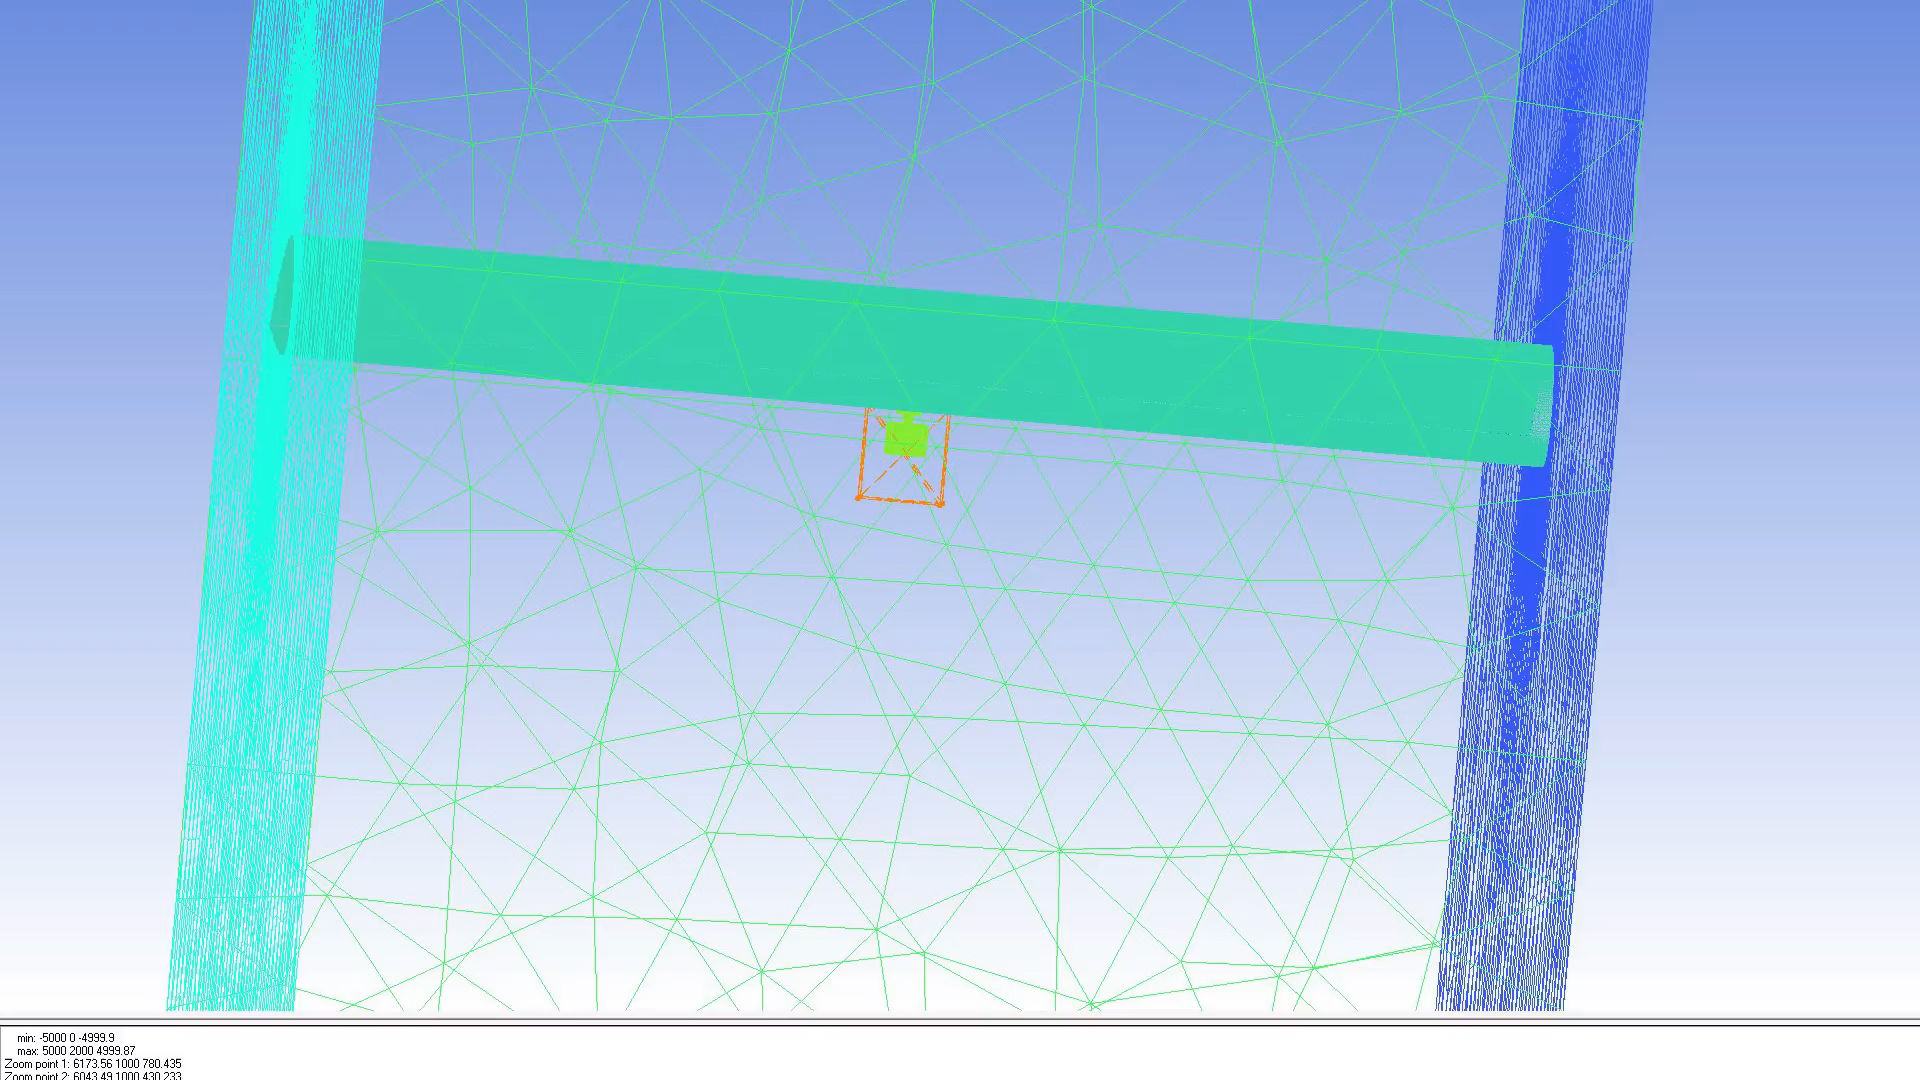 min: -5000 0 -4999.9
max: 5000 2000 4999.87
Zoom point 1: 6173.56 1000 780.435
Zoom point 2: 6043.49 1000 430.233